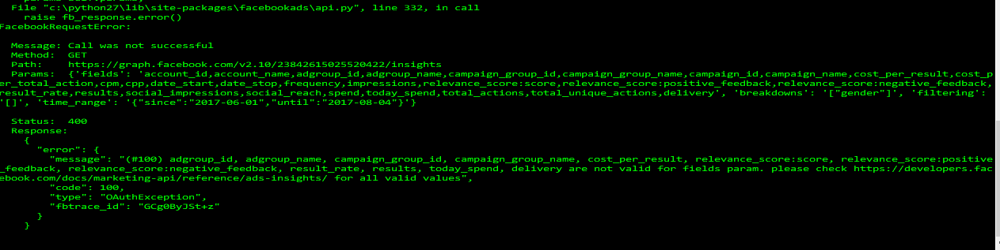 File "c:\python27\lib\site-packages\facebookads\api.py", line 332, in call
raise fb_response.error()
FacebookRequestError:
Message: Call was not successful
Method: GET
Path: https://graph.facebook.com/v2.10/23842615025520422/insights
Params: {'fields': 'account_id,account_name,adgroup_id,adgroup_name,campaign_group_id,campaign_group_name,campaign_id,campaign_name,cost_per_result,cost_p
er_total_action,cpm,cpp,date_start,date_stop,frequency,impressions,relevance_score:score,relevance_score:positive_feedback,relevance_score:negative_feedback,
result_rate,results,social_impressions,social_reach,spend,today_spend,total_actions,total_unique_actions,delivery', 'breakdowns': '["gender"]', 'filtering':
'[]', 'time_range': '{"since":"2017-06-01","until":"2017-08-04"}'}
Status: 400
Response:
{
"error": {
"message": "(#100) adgroup_id, adgroup_name, campaign_group_id, campaign_group_name, cost_per_result, relevance_score:score, relevance_score:positive
_feedback, relevance_score:negative_feedback, result_rate, results, today_spend, delivery are not valid for fields param. please check https://developers.fac
ebook.com/docs/marketing-api/reference/ads-insights/ for all valid values",
"code": 100,
"type": "OAuthException",
"fbtrace_id": "GCg0ByJSt+z"
}
}